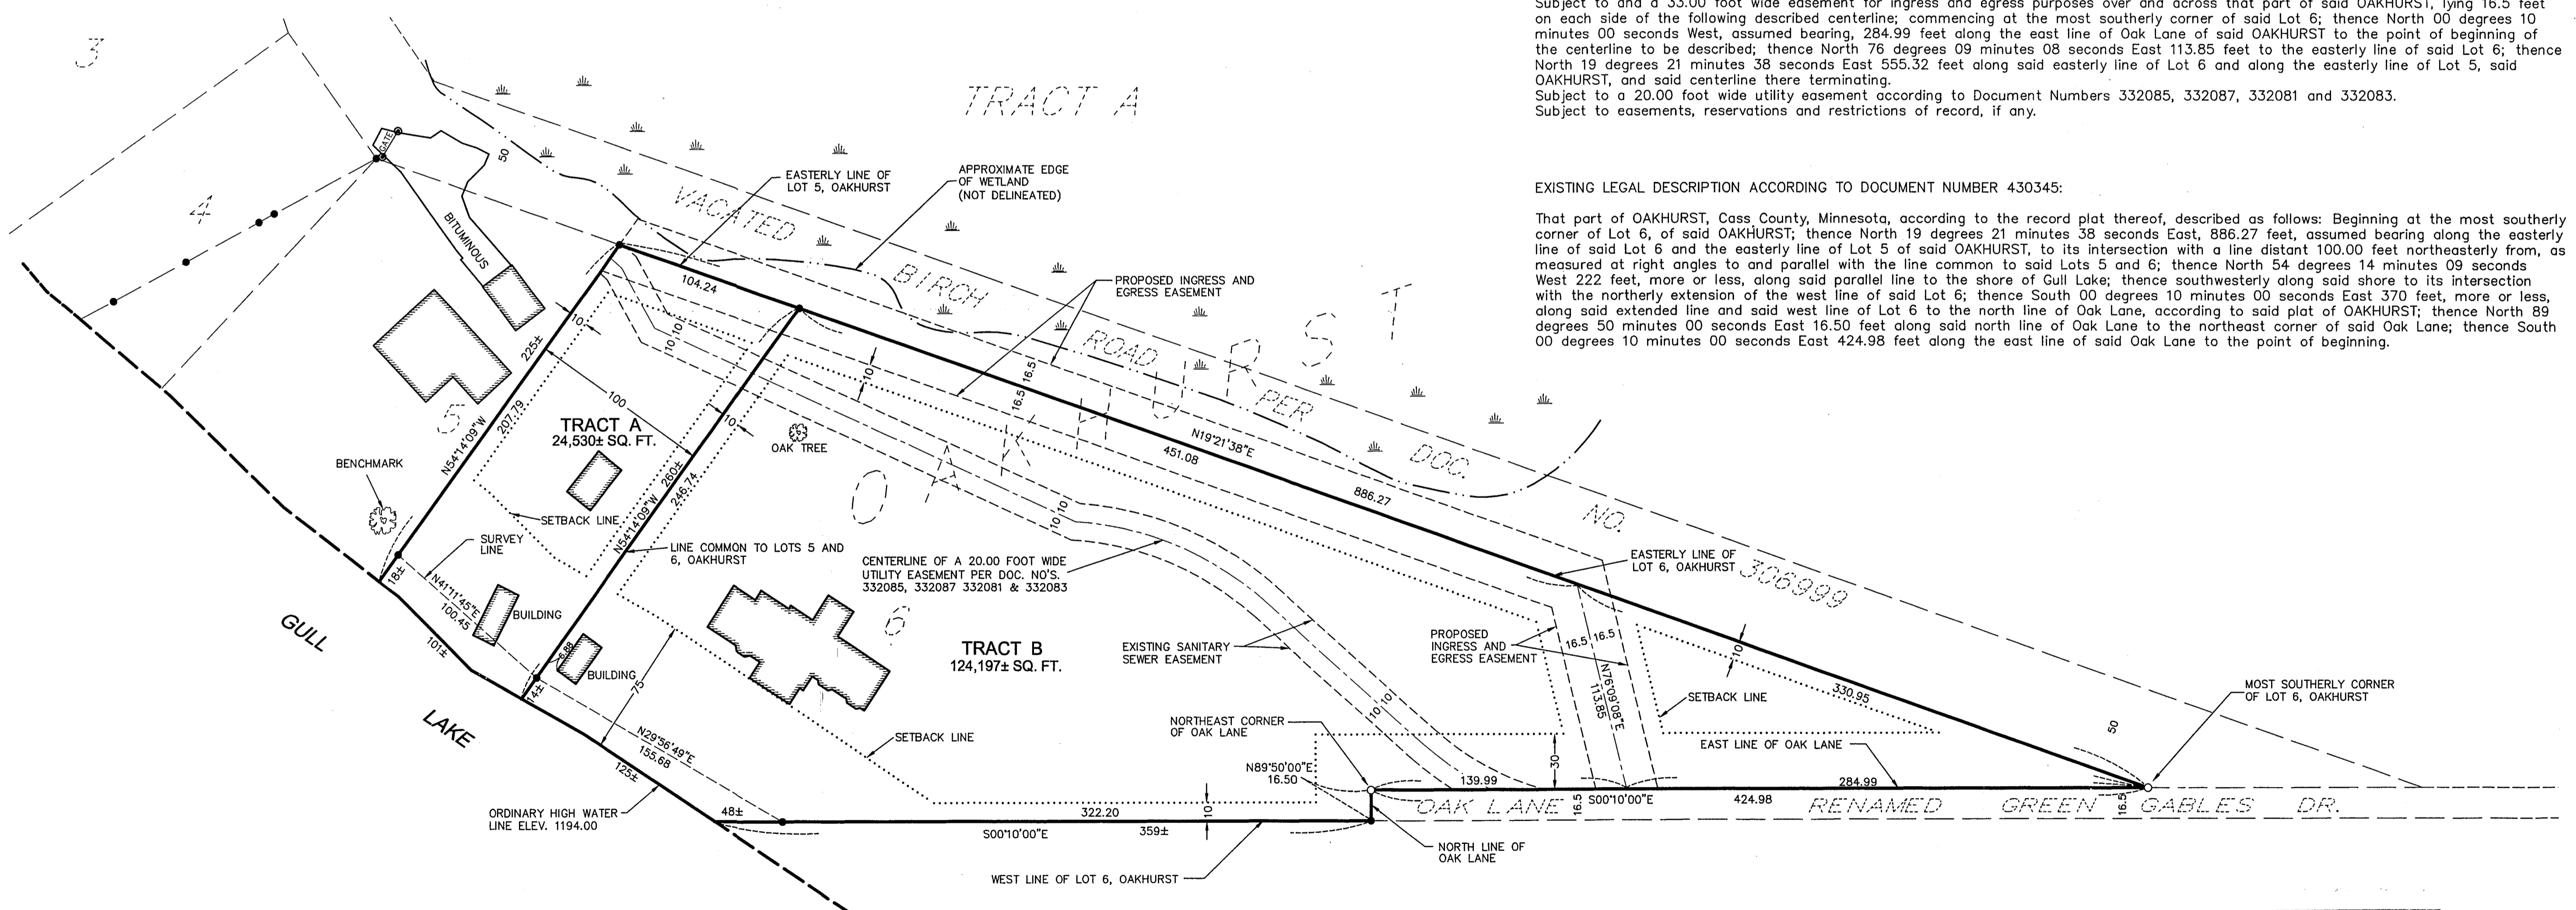 Subject to and a 33.00 foot wide easement for ingress and egress purposes over and across that part of said OAKHURST, lying 16.5 feet
on each side of the following described centerline; commencing at the most southerly corner of said Lot 6; thence North 00 degrees 10
minutes 00 seconds West, assumed bearing, 284.99 feet along the east line of Oak Lane of said OAKHURST to the point of beginning of
the centerline to be described; thence North 76 degrees 09 minutes 08 seconds East 113.85 feet to the easterly line of said Lot 6; thence
North 19 degrees 21 minutes 38 seconds East 555.32 feet along said easterly line of Lot 6 and along the easterly line of Lot 5, said
OAKHURST, and said centerline there terminating.
Subject to a 20.00 foot wide utility easement according to Document Numbers 332085, 332087, 332081 and 332083.
Subject to easements, reservations and restrictions of record, if any.
EXISTING LEGAL DESCRIPTION ACCORDING TO DOCUMENT NUMBER 430345:
That part of OAKHURST, Cass County, Minnesota, according to the record plat thereof, described as follows: Beginning at the most southerly
corner of Lot 6, of said OAKHURST; thence North 19 degrees 21 minutes 38 seconds East, 886.27 feet, assumed bearing along the easterly
line of said Lot 6 and the easterly line of Lot 5 of said OAKHURST, to its intersection with a line distant 100.00 feet northeasterly from, as
measured at right angles to and parallel with the line common to said Lots 5 and 6; thence North 54 degrees 14 minutes 09 seconds
West 222 feet, more or less, along said parallel line to the shore of Gull Lake; thence southwesterly along said shore to its intersection
with the northerly extension of the west line of said Lot 6; thence South 00 degrees 10 minutes 00 seconds East 370 feet, more or less,
along said extended line and said west line of Lot 6 to the north line of Oak Lane, according to said plat of OAKHURST; thence North 89
degrees 50 minutes 00 seconds East 16.50 feet along said north line of Oak Lane to the northeast corner of said Oak Lane; thence South
00 degrees 10 minutes 00 seconds East 424.98 feet along the east line of said Oak Lane to the point of beginning.
3
TRACT A
4
GATE
50
BITUMINOUS
EASTERLY LINE OF
LOT 5, OAKHURST
APPROXIMATE EDGE
OF WETLAND
(NOT DELINEATED)
VACATED BIRCH ROAD PER DOC. NO. 306999
PROPOSED INGRESS AND
EGRESS EASEMENT
104.24
10
225±
10
10
100
10
16.5
16.5
10
OAKHURST
5
207.79
N54°14'09"W
TRACT A
24,530± SQ. FT.
OAK TREE
N19°21'38"E
451.08
886.27
BENCHMARK
260±
246.74
N54°14'09"W
SETBACK LINE
SURVEY
LINE
18±
N41°11'45"E
100.45
101±
BUILDING
LINE COMMON TO LOTS 5 AND
6, OAKHURST
10
10
CENTERLINE OF A 20.00 FOOT WIDE
UTILITY EASEMENT PER DOC. NO'S.
332085, 332087 332081 & 332083
EASTERLY LINE OF
LOT 6, OAKHURST
6
GULL
LAKE
6.88
BUILDING
14±
75
TRACT B
124,197± SQ. FT.
EXISTING SANITARY
SEWER EASEMENT
PROPOSED
INGRESS AND
EGRESS EASEMENT
16.5
16.5
N76°09'08"E
113.85
10
330.95
SETBACK LINE
MOST SOUTHERLY CORNER
OF LOT 6, OAKHURST
50
10
10
NORTHEAST CORNER
OF OAK LANE
SETBACK LINE
N29°56'49"E
155.68
125±
EAST LINE OF OAK LANE
N89°50'00"E
16.50
30
139.99
284.99
ORDINARY HIGH WATER
LINE ELEV. 1194.00
48±
322.20
10
S00°10'00"E
359±
OAK LANE
16.5
S00°10'00"E
424.98
RENAMED GREEN GABLES DR.
16.5
NORTH LINE OF
OAK LANE
WEST LINE OF LOT 6, OAKHURST